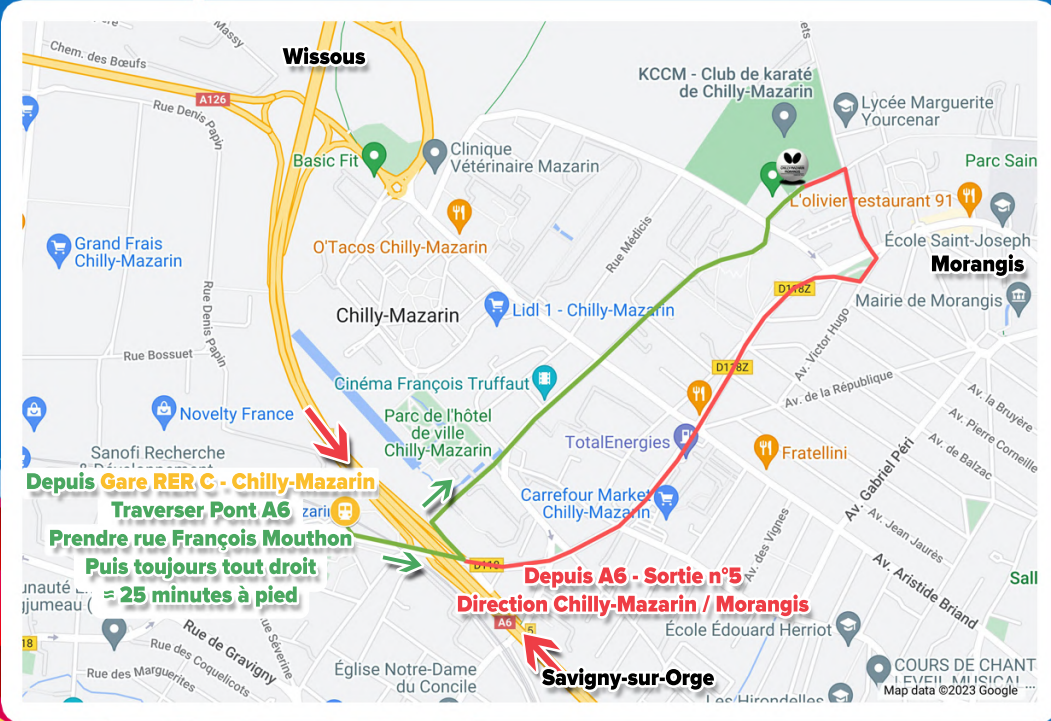 Massy
Wissous
Chem. des Bœufs
A126
Rue Denis Papin
KCCM - Club de karaté
de Chilly-Mazarin
Lycée Marguerite
Yourcenar
Clinique
Vétérinaire Mazarin
Basic Fit
Parc Sain
L'olivier restaurant 91
O'Tacos Chilly-Mazarin
Rue Médicis
École Saint-Joseph
Morangis
Grand Frais
Chilly-Mazarin
Rue Denis Papin
D118Z
Mairie de Morangis
Chilly-Mazarin
Lidl 1 - Chilly-Mazarin
Av. Victor Hugo
Rue Bossuet
D118Z
Cinéma François Truffaut
Av. de la République
Av. la Bruyère
Novelty France
Parc de l'hôtel
de ville
Chilly-Mazarin
Av. Pierre Corneille
Av. de Balzac
TotalEnergies
Fratellini
Sanofi Recherche
Av. Gabriel Péri
Depuis Gare RER C - Chilly-Mazarin
Traverser Pont A6
Prendre rue François Mouthon
Puis toujours tout droit
≈ 25 minutes à pied
Carrefour Market
Chilly-Mazarin
Av. des Vignes
Av. Jean Jaurès
Av. Aristide Briand
D118
Depuis A6 - Sortie n°5
Direction Chilly-Mazarin / Morangis
Sall
A6
5
École Édouard Herriot
18
Rue de Gravigny
Rue Séverine
Rue des Coquelicots
Rue des Marguerites
Église Notre-Dame
du Concile
Savigny-sur-Orge
COURS DE CHANT
L'EVEIL MUSICAL
Les Hirondelles
Map data ©2023 Google